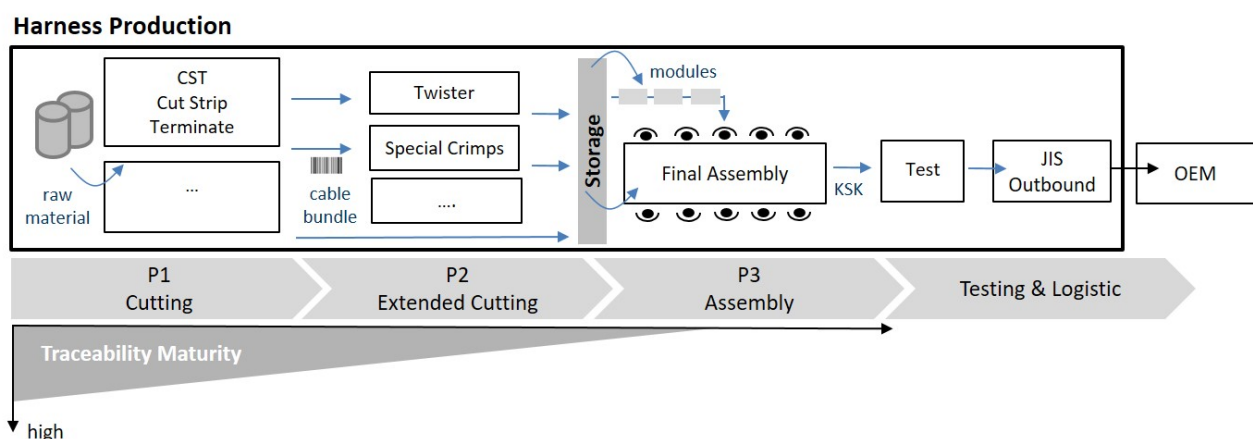 Harness Production
CST
Cut Strip
Terminate
...
raw
material
cable
bundle
Twister
Special Crimps
....
Storage
modules
Final Assembly
KSK
Test
JIS
Outbound
OEM
P1
Cutting
P2
Extended Cutting
P3
Assembly
Testing & Logistic
Traceability Maturity
high